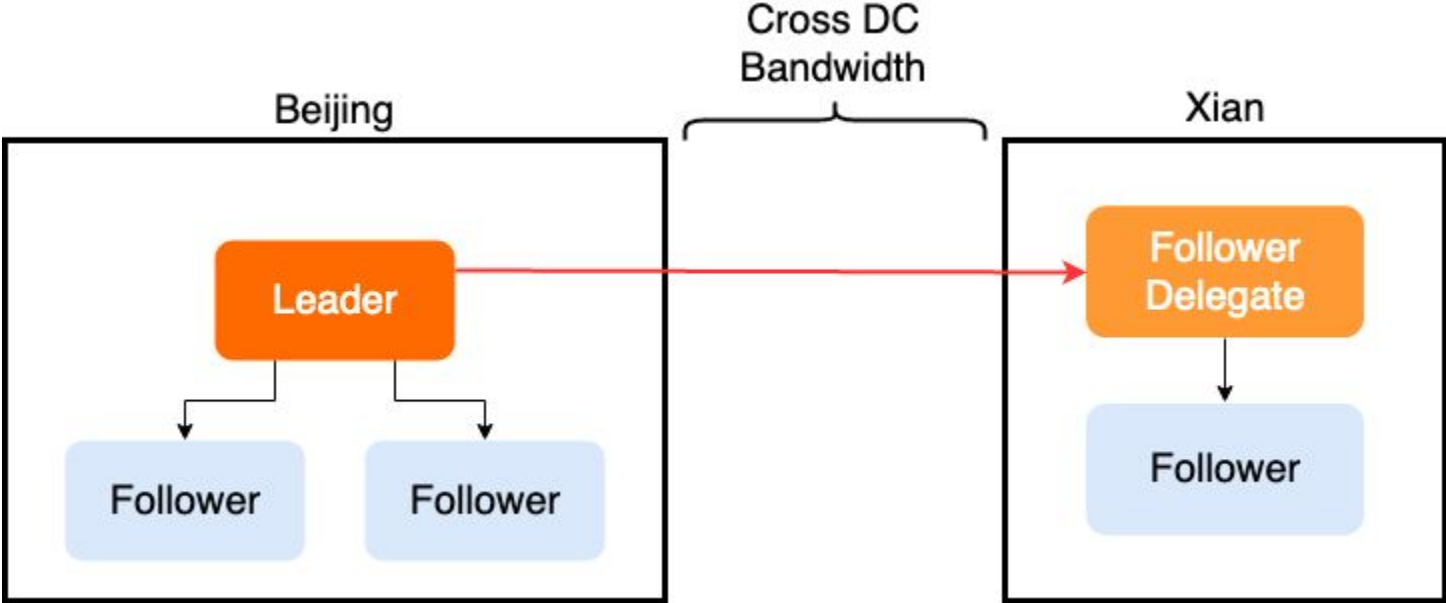 Cross DC
Bandwidth
Beijing
Xian
Leader
Follower
Delegate
Follower
Follower
Follower